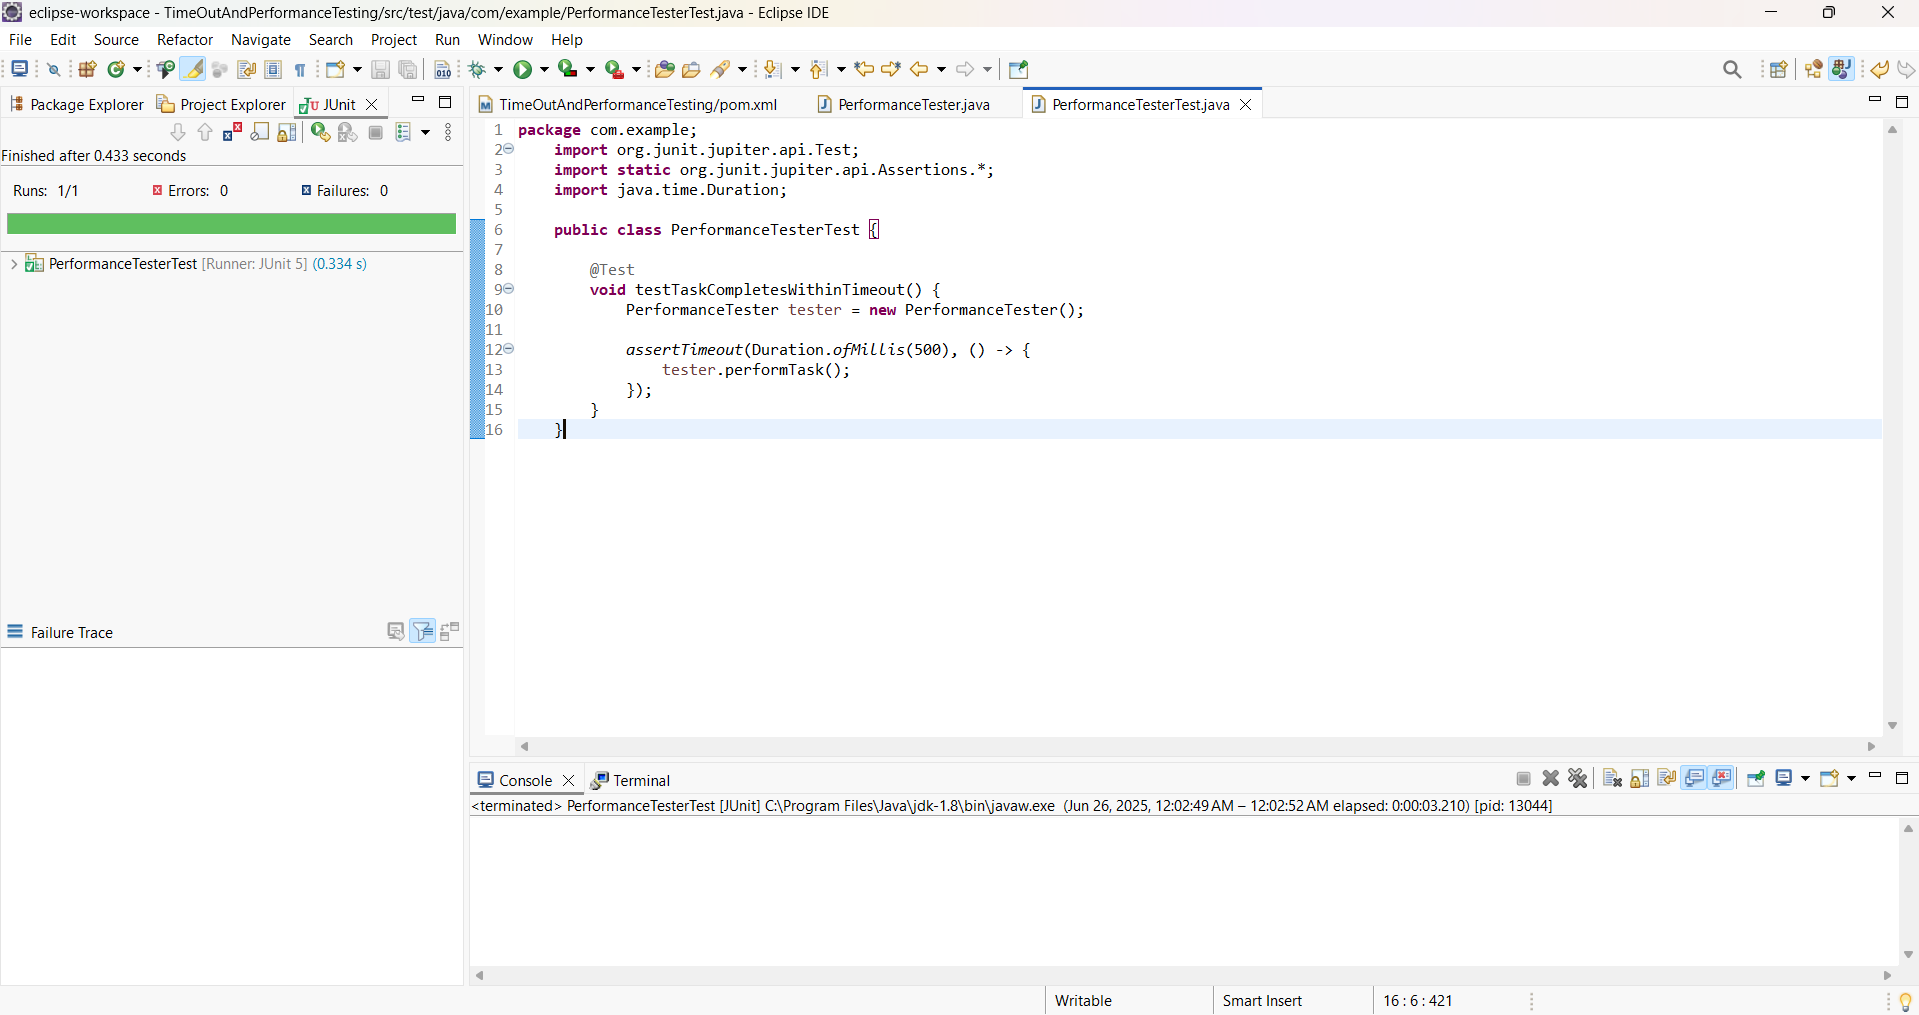 eclipse-workspace - TimeOutAndPerformanceTesting/src/test/java/com/example/PerformanceTesterTest.java - Eclipse IDE
File Edit Source Refactor Navigate Search Project Run Window Help
Package Explorer Project Explorer JUnit
Finished after 0.433 seconds
Runs: 1/1 Errors: 0 Failures: 0
PerformanceTesterTest [Runner: JUnit 5] (0.334 s)
Failure Trace
TimeOutAndPerformanceTesting/pom.xml PerformanceTester.java PerformanceTesterTest.java
1 package com.example;
2 import org.junit.jupiter.api.Test;
3 import static org.junit.jupiter.api.Assertions.*;
4 import java.time.Duration;
5
6 public class PerformanceTesterTest {
7
8 @Test
9 void testTaskCompletesWithinTimeout() {
10 PerformanceTester tester = new PerformanceTester();
11
12 assertTimeout(Duration.ofMillis(500), () -> {
13 tester.performTask();
14 });
15 }
16 }
Console Terminal
<terminated> PerformanceTesterTest [JUnit] C:\Program Files\Java\jdk-1.8\bin\javaw.exe (Jun 26, 2025, 12:02:49 AM – 12:02:52 AM elapsed: 0:00:03.210) [pid: 13044]
Writable Smart Insert 16 : 6 : 421